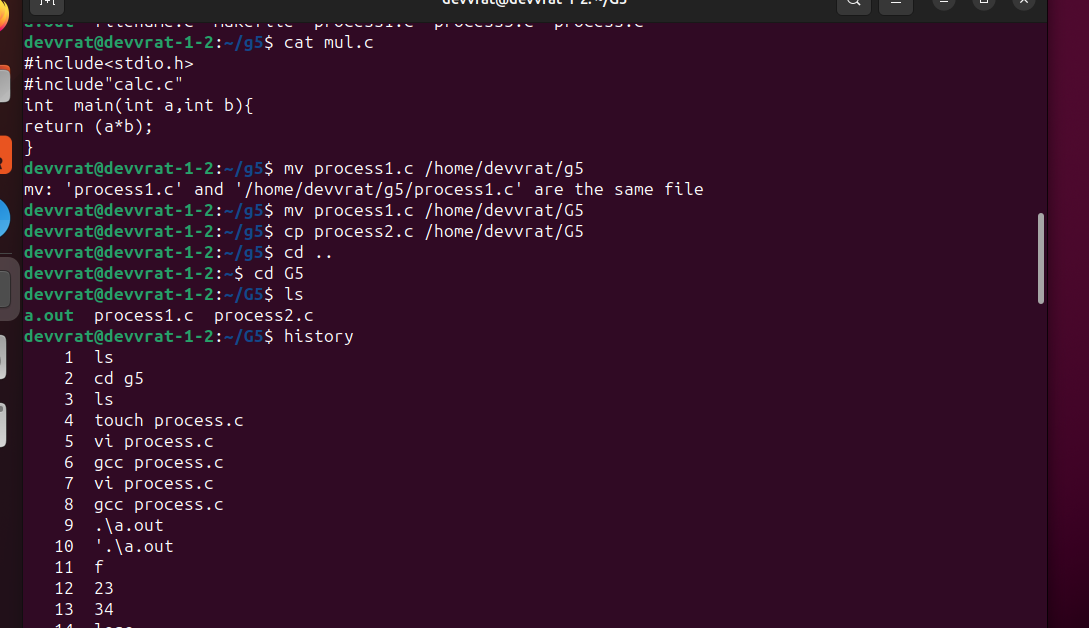 devvrat@devvrat-1-2:~/G5
a.out filename.c makefile process1.c process3.c process.c
devvrat@devvrat-1-2:~/g5$ cat mul.c
#include<stdio.h>
#include"calc.c"
int  main(int a,int b){
return (a*b);
}
devvrat@devvrat-1-2:~/g5$ mv process1.c /home/devvrat/g5
mv: 'process1.c' and '/home/devvrat/g5/process1.c' are the same file
devvrat@devvrat-1-2:~/g5$ mv process1.c /home/devvrat/G5
devvrat@devvrat-1-2:~/g5$ cp process2.c /home/devvrat/G5
devvrat@devvrat-1-2:~/g5$ cd ..
devvrat@devvrat-1-2:~$ cd G5
devvrat@devvrat-1-2:~/G5$ ls
a.out  process1.c  process2.c
devvrat@devvrat-1-2:~/G5$ history
1  ls
2  cd g5
3  ls
4  touch process.c
5  vi process.c
6  gcc process.c
7  vi process.c
8  gcc process.c
9  .\a.out
10  '.\a.out
11  f
12  23
13  34
14